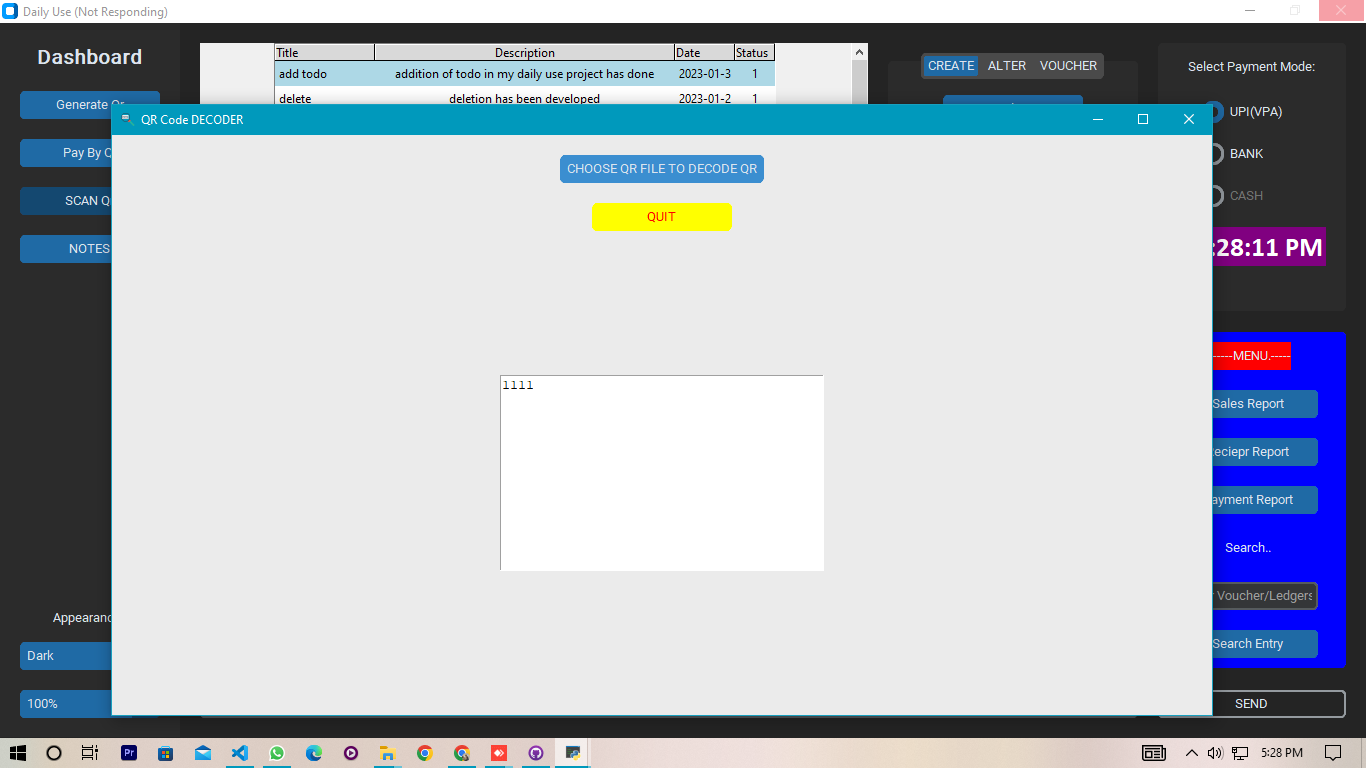 Daily Use (Not Responding)
Dashboard
Title Description Date Status
add todo addition of todo in my daily use project has done 2023-01-3 1
delete deletion has been developed 2023-01-2 1
CREATE ALTER VOUCHER
Select Payment Mode:
UPI(VPA)
BANK
CASH
:28:11 PM
Generate Qr
Pay By Q
SCAN Q
NOTES
QR Code DECODER
CHOOSE QR FILE TO DECODE QR
QUIT
1111
-----MENU.-----
Sales Report
eciepr Report
ayment Report
Search..
Voucher/Ledgers
Search Entry
SEND
Appearanc
Dark
100%
Pr
5:28 PM